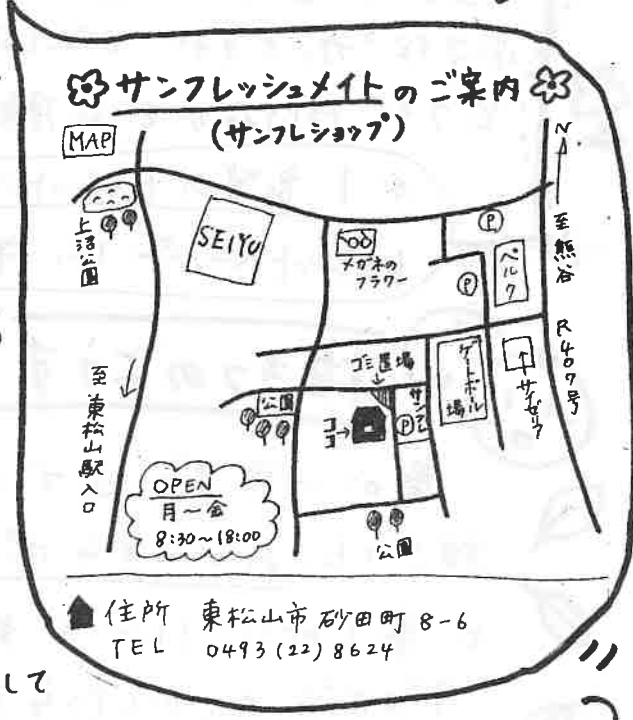 サンフレッシュメイトのご案内
(サンフレショップ)
MAP
N
上沼公園
SEIYU
メガネの
フラワー
P
ベルク
P
至熊谷 R407号
至東松山駅入口
ゴミ置場
ゲートボール場
サイゼリア
公園
ココ→
P
サンフレ
OPEN
月〜金
8:30〜18:00
公園
住所 東松山市 砂田町 8-6
TEL 0493(22)8624
して